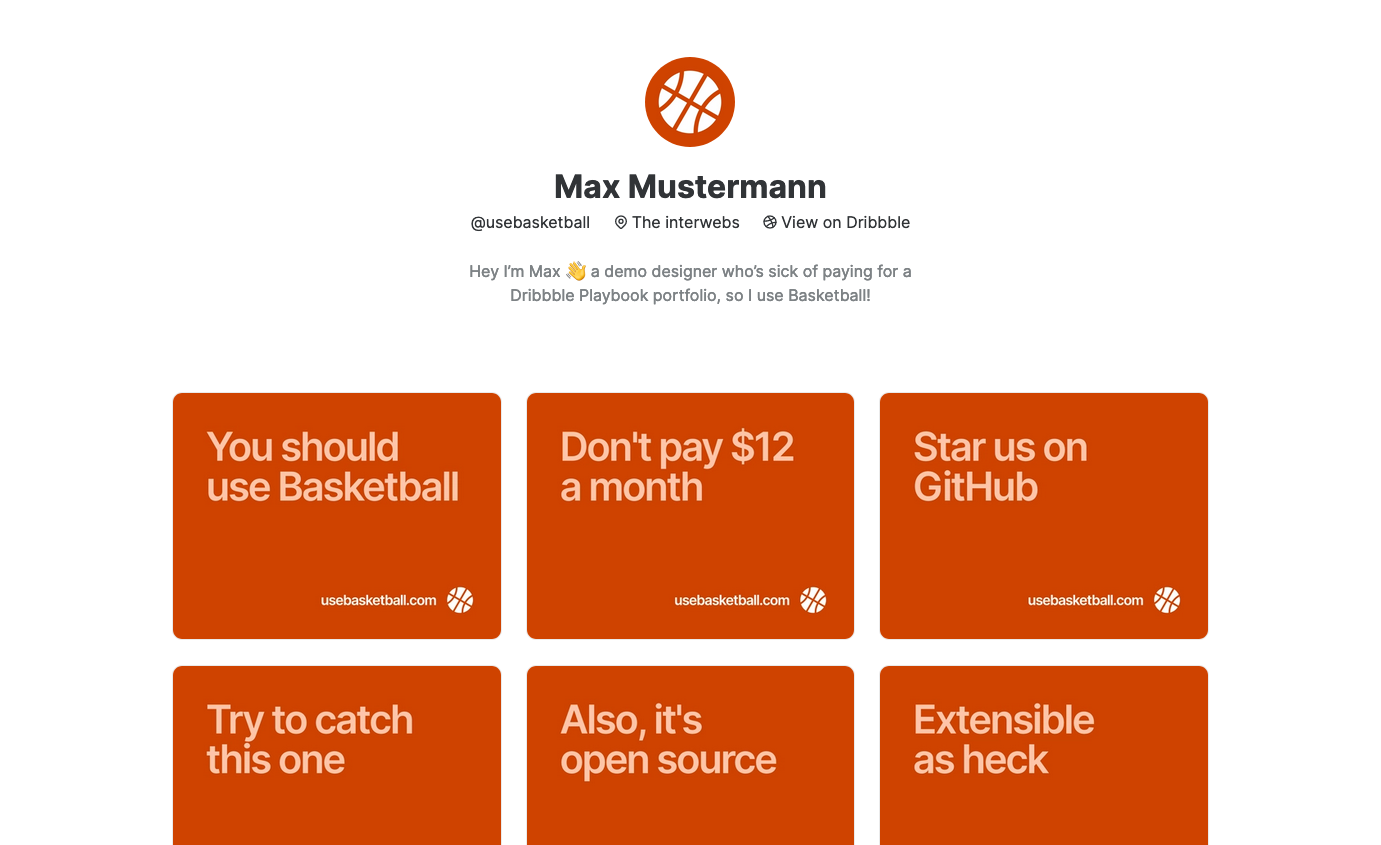 Max Mustermann
@usebasketball The interwebs View on Dribbble
Hey I’m Max 👋 a demo designer who’s sick of paying for a
Dribbble Playbook portfolio, so I use Basketball!
You should
use Basketball
usebasketball.com
Don't pay $12
a month
usebasketball.com
Star us on
GitHub
usebasketball.com
Try to catch
this one
Also, it's
open source
Extensible
as heck